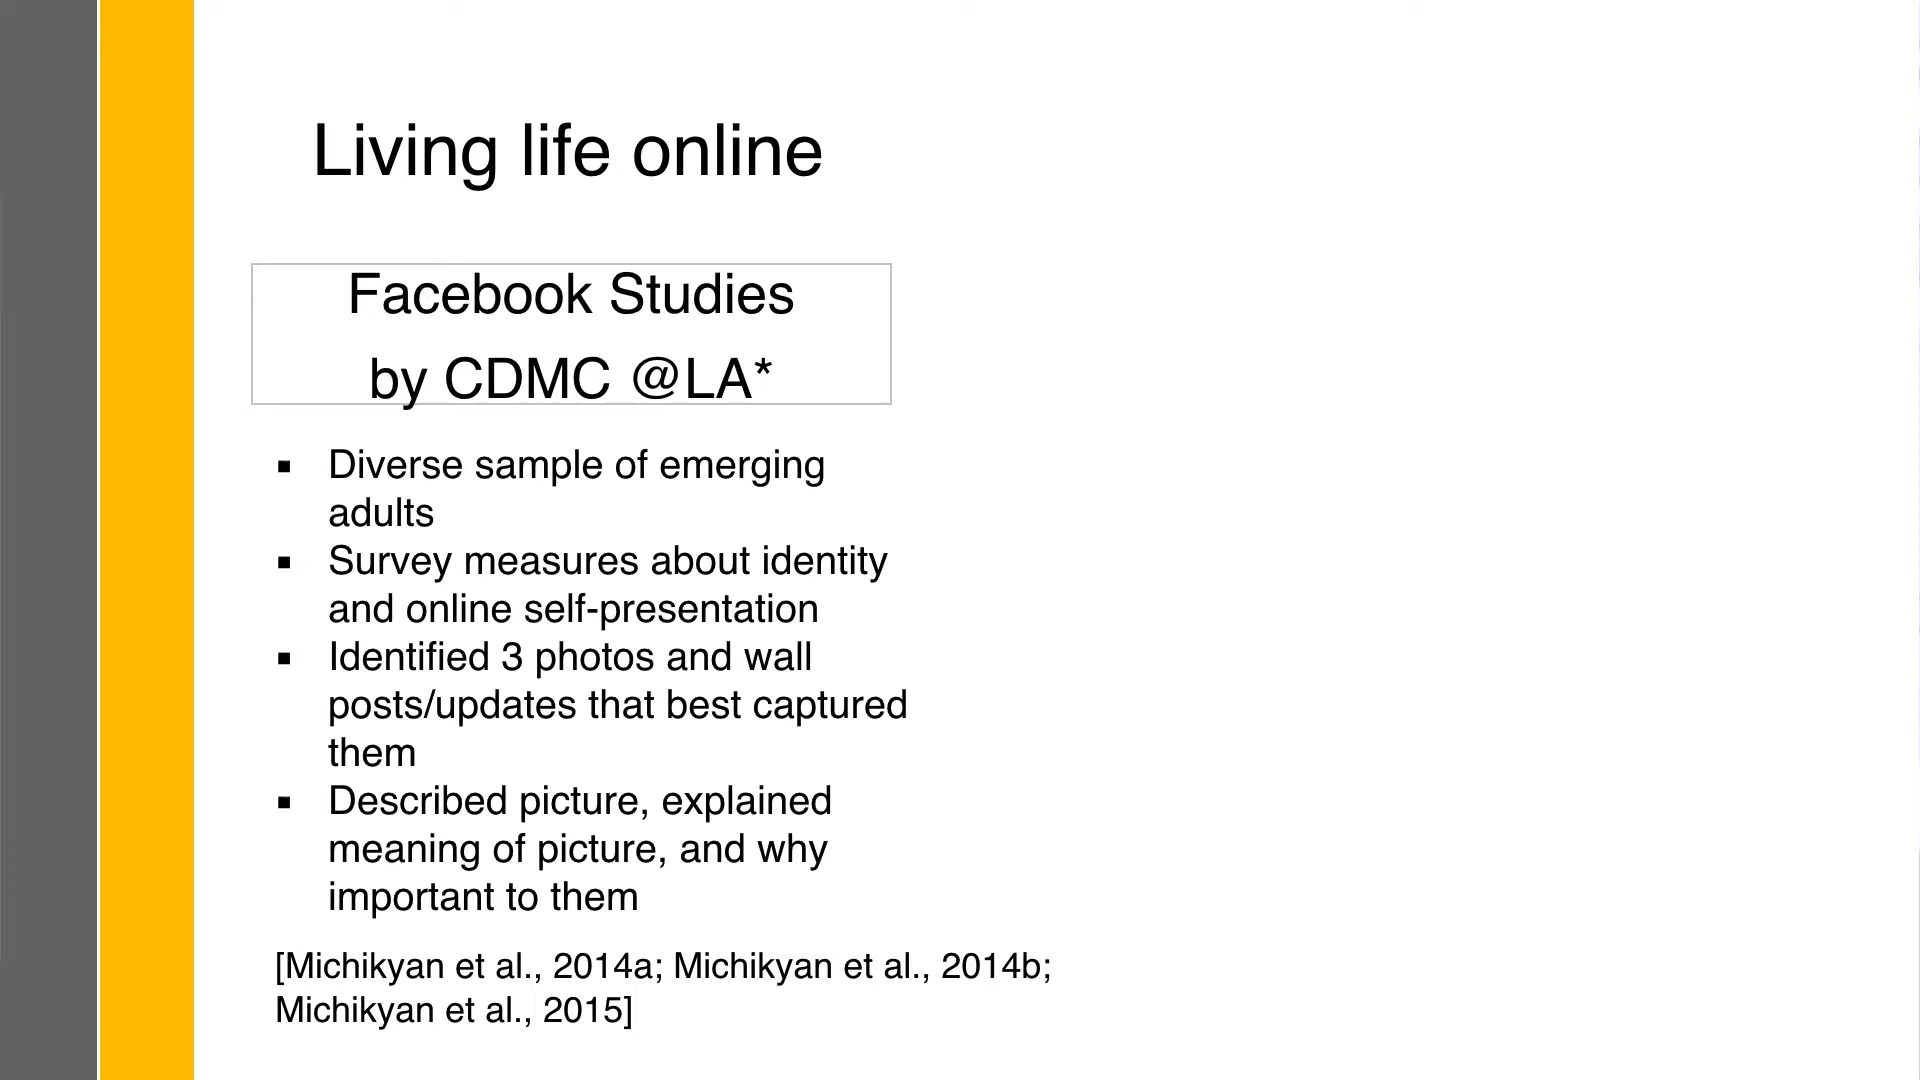 Living life online
Facebook Studies
by CDMC @LA*
▪ Diverse sample of emerging
adults
▪ Survey measures about identity
and online self-presentation
▪ Identified 3 photos and wall
posts/updates that best captured
them
▪ Described picture, explained
meaning of picture, and why
important to them
[Michikyan et al., 2014a; Michikyan et al., 2014b;
Michikyan et al., 2015]